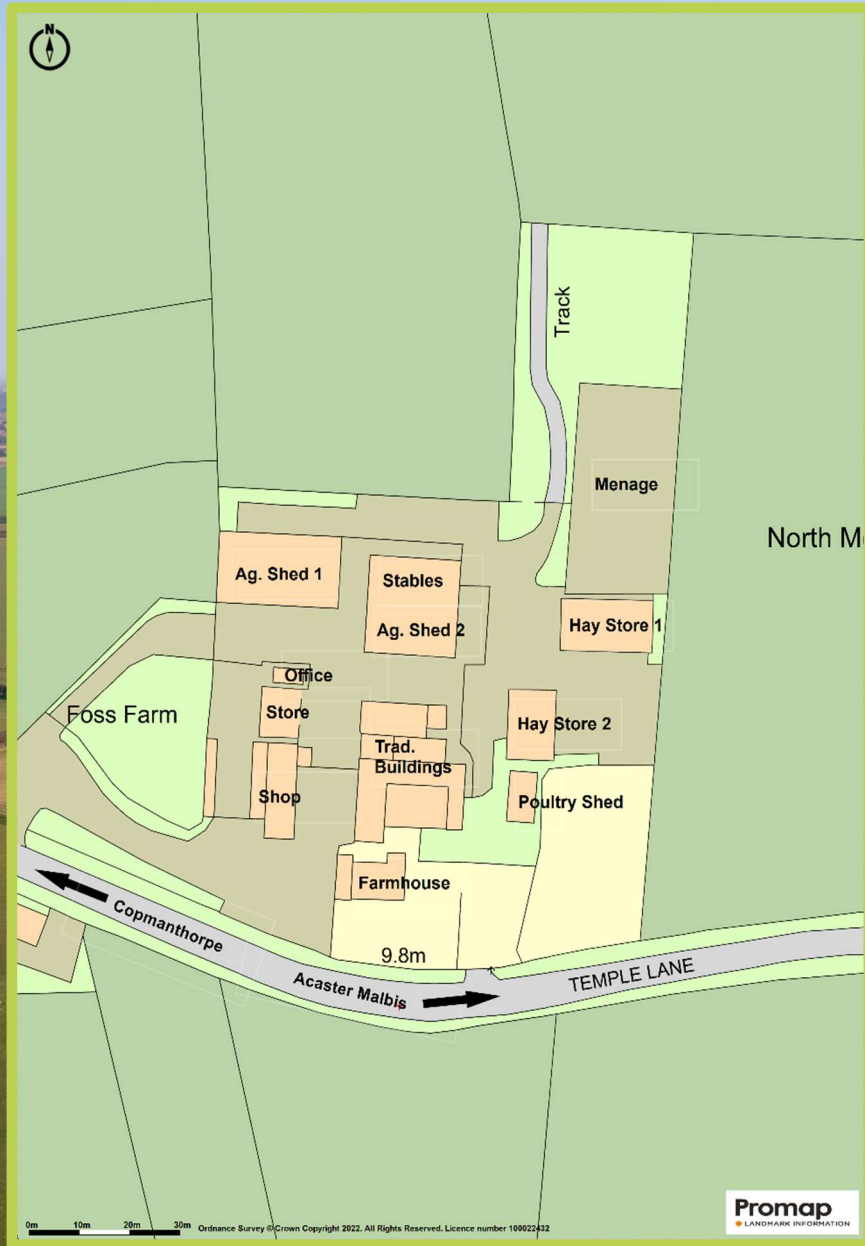 N
Track
Menage
North M
Ag. Shed 1
Stables
Ag. Shed 2
Hay Store 1
Office
Foss Farm
Store
Hay Store 2
Trad.
Buildings
Shop
Poultry Shed
Farmhouse
Copmanthorpe
9.8m
Acaster Malbis
TEMPLE LANE
0m 10m 20m 30m
Ordnance Survey © Crown Copyright 2022. All Rights Reserved. Licence number 100022432
Promap
LANDMARK INFORMATION